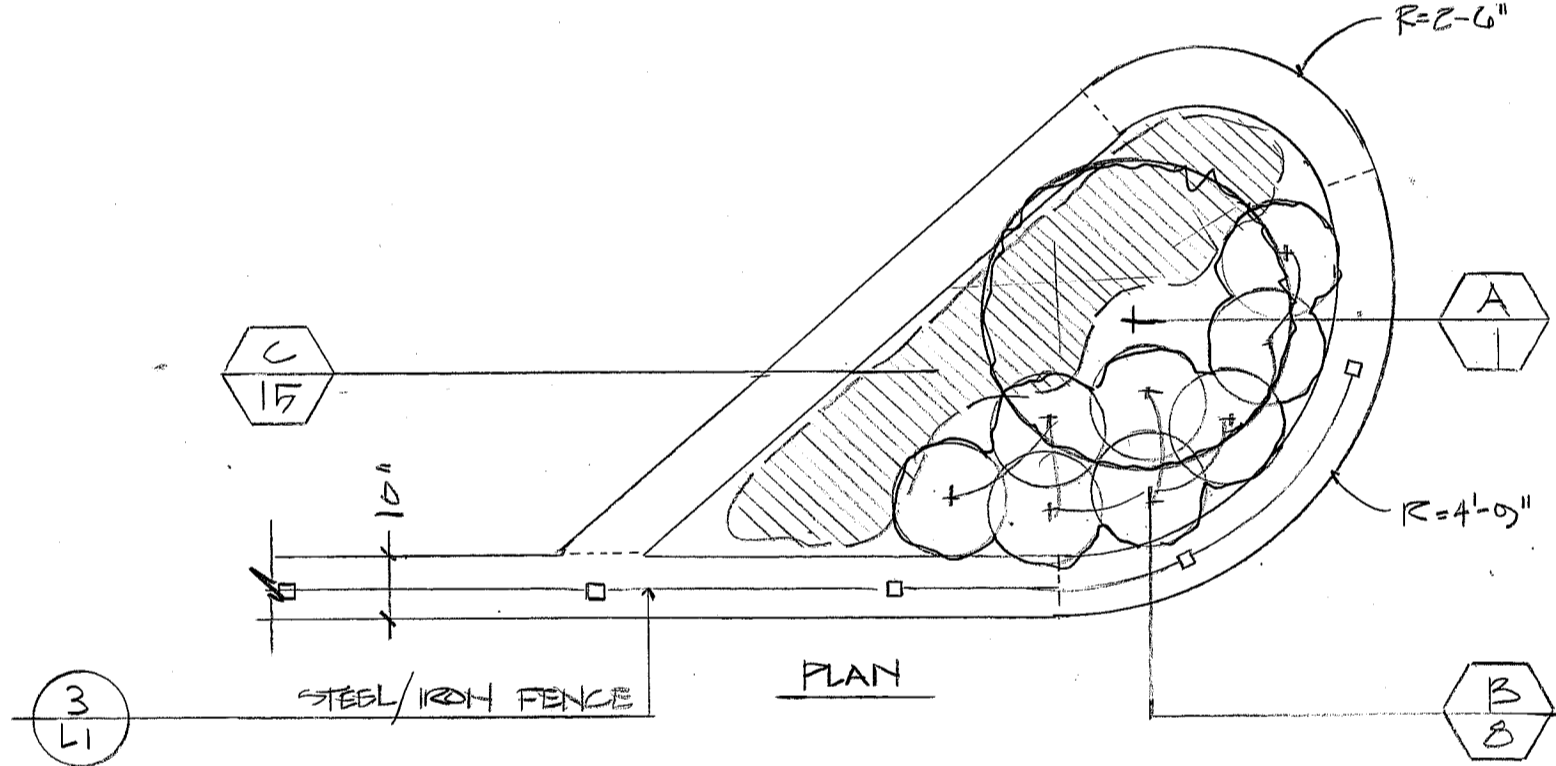 R=2-6"
A
1
C
15
10"
R=4'-9"
PLAN
STEEL/IRON FENCE
3
L1
B
8